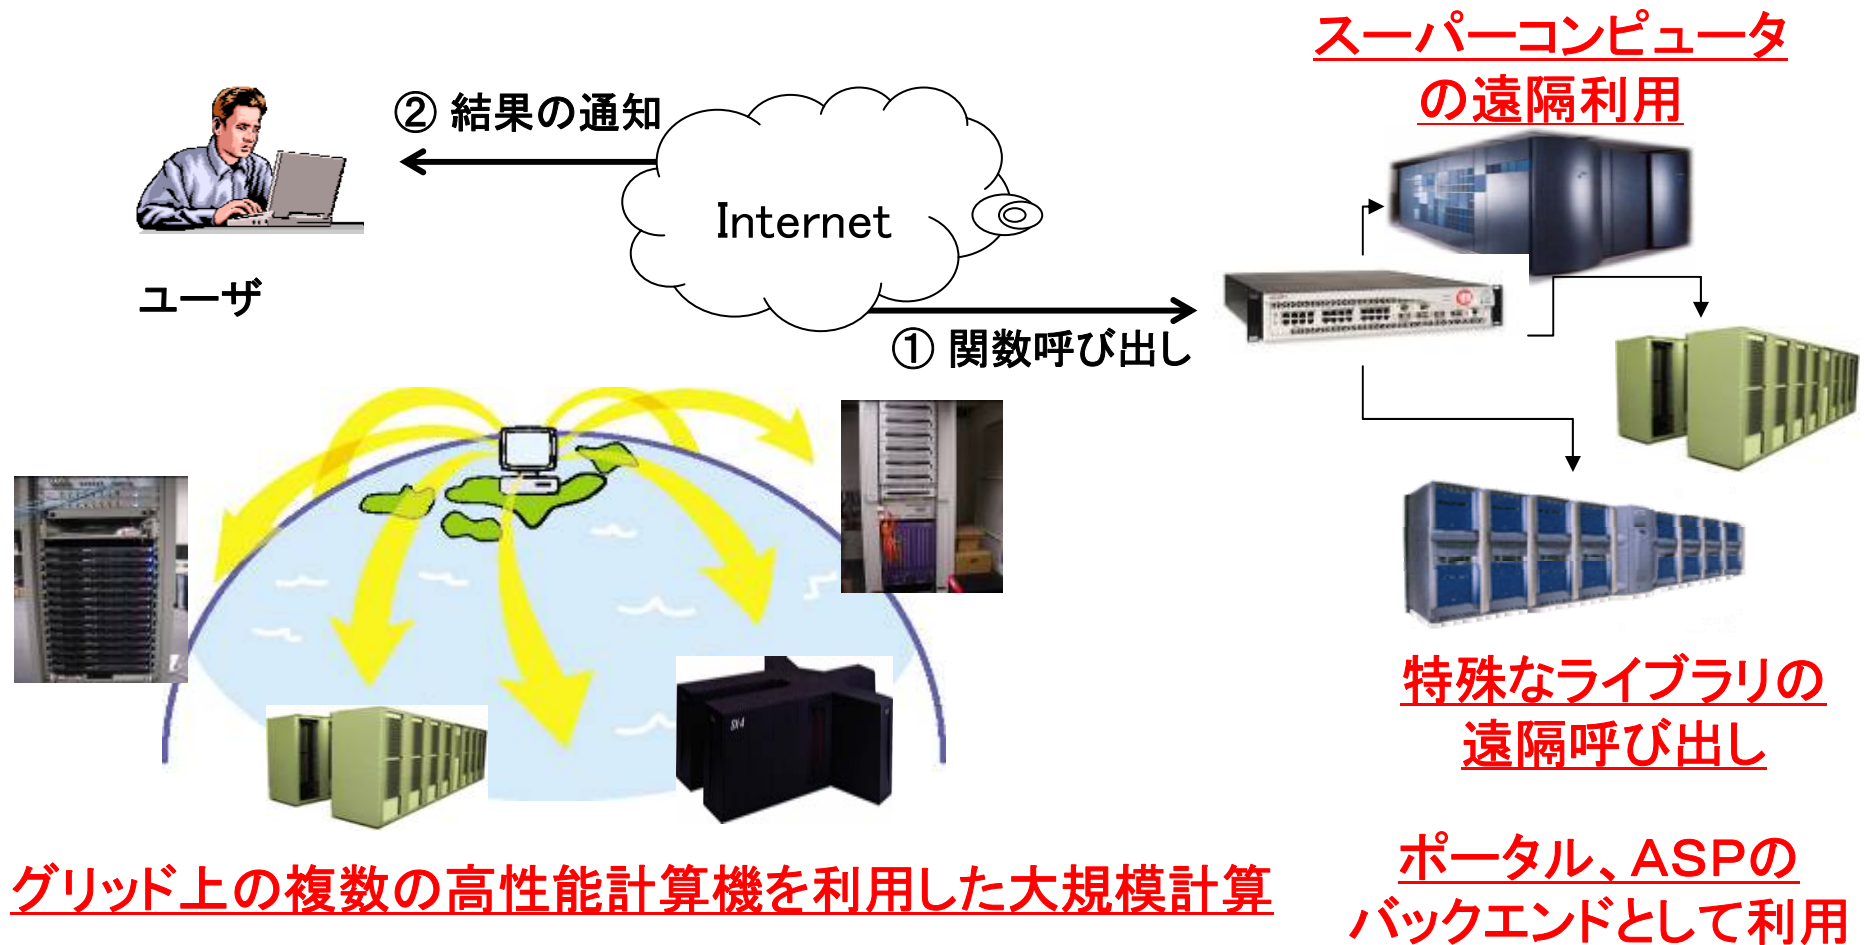 スーパーコンピュータ
の遠隔利用
② 結果の通知
Internet
ユーザ
① 関数呼び出し
SX-4
特殊なライブラリの
遠隔呼び出し
グリッド上の複数の高性能計算機を利用した大規模計算
ポータル、ASPの
バックエンドとして利用